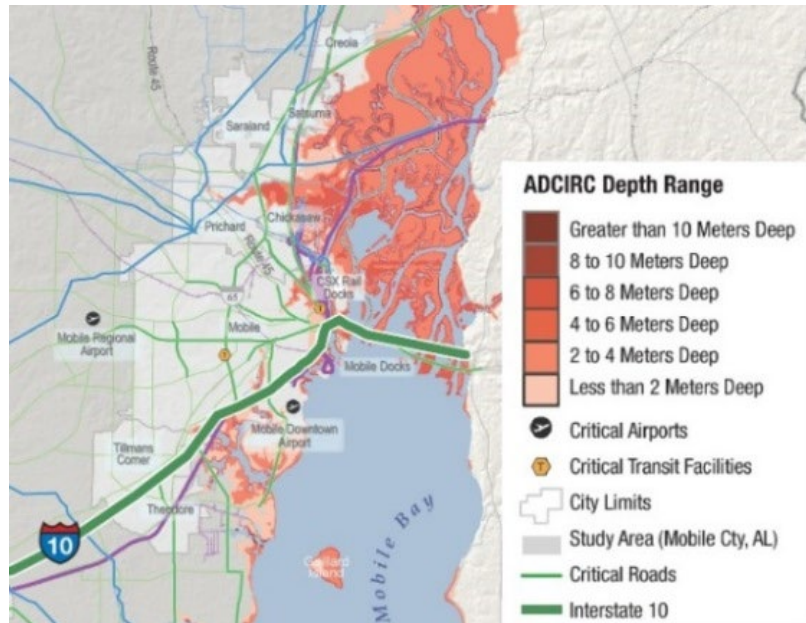 Creola
Route 45
Satsuma
Saraland
Chickasaw
Prichard
Route 45
CSX Rail
Docks
65
Mobile
Mobile Regional
Airport
Mobile Docks
Mobile Downtown
Airport
Tillmans
Corner
Theodore
10
Gaillard
Island
Mobile Bay
ADCIRC Depth Range
Greater than 10 Meters Deep
8 to 10 Meters Deep
6 to 8 Meters Deep
4 to 6 Meters Deep
2 to 4 Meters Deep
Less than 2 Meters Deep
Critical Airports
T Critical Transit Facilities
City Limits
Study Area (Mobile Cty, AL)
Critical Roads
Interstate 10